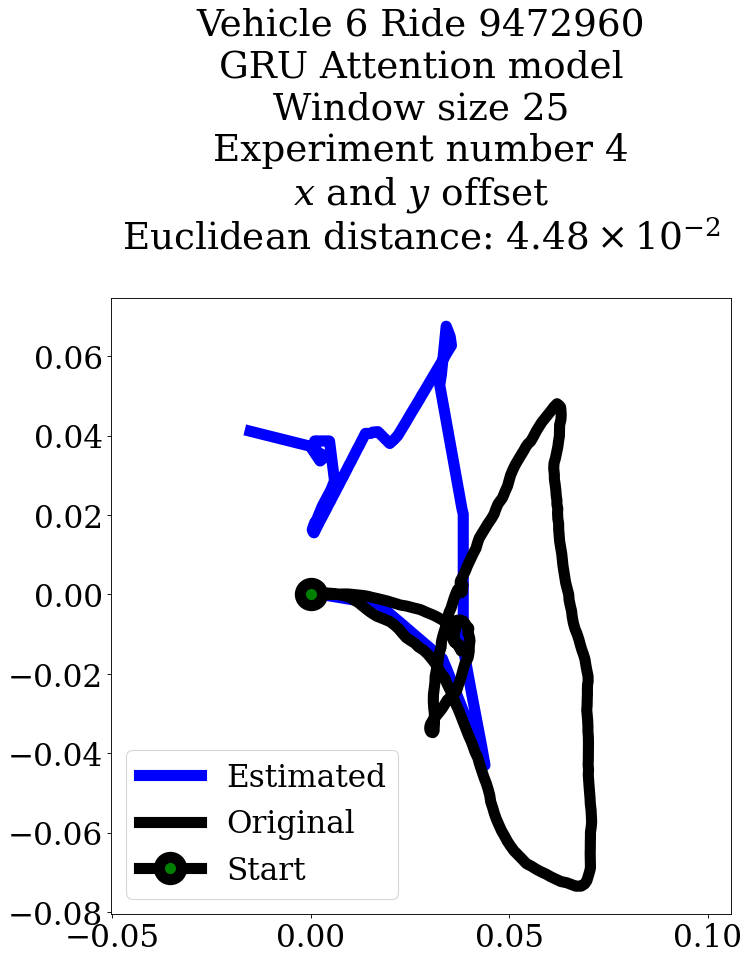 Vehicle 6 Ride 9472960
GRU Attention model
Window size 25
Experiment number 4
x and y offset
Euclidean distance: 4.48 × 10⁻²
0.06
0.04
0.02
0.00
−0.02
−0.04
−0.06
−0.08
Estimated
Original
Start
−0.05 0.00 0.05 0.10